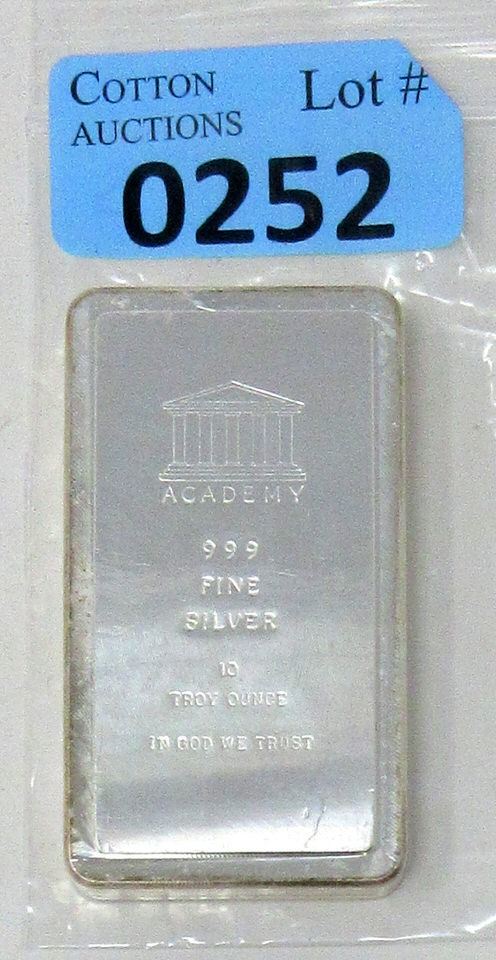 COTTON Lot #
AUCTIONS
0252
ACADEMY
999
FINE
SILVER
10
TROY OUNCE
IN GOD WE TRUST